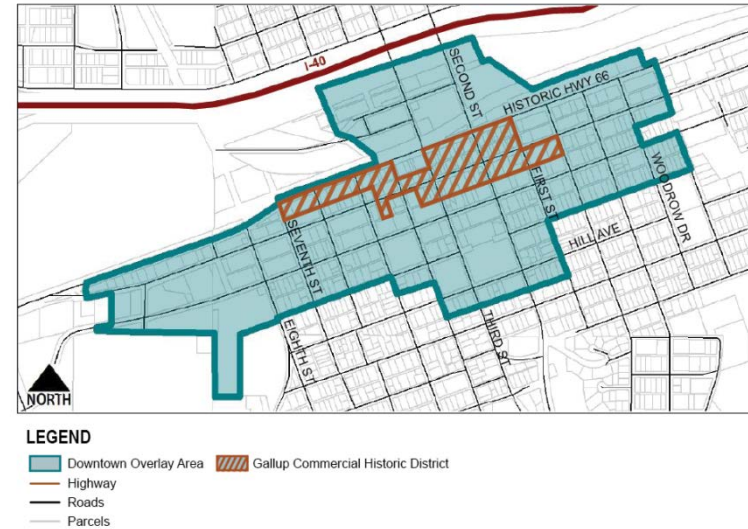 I-40
SECOND ST
HISTORIC HWY 66
FIRST ST
WOODROW DR
HILL AVE
SEVENTH ST
EIGHTH ST
THIRD ST
NORTH
LEGEND
Downtown Overlay Area
Gallup Commercial Historic District
Highway
Roads
Parcels